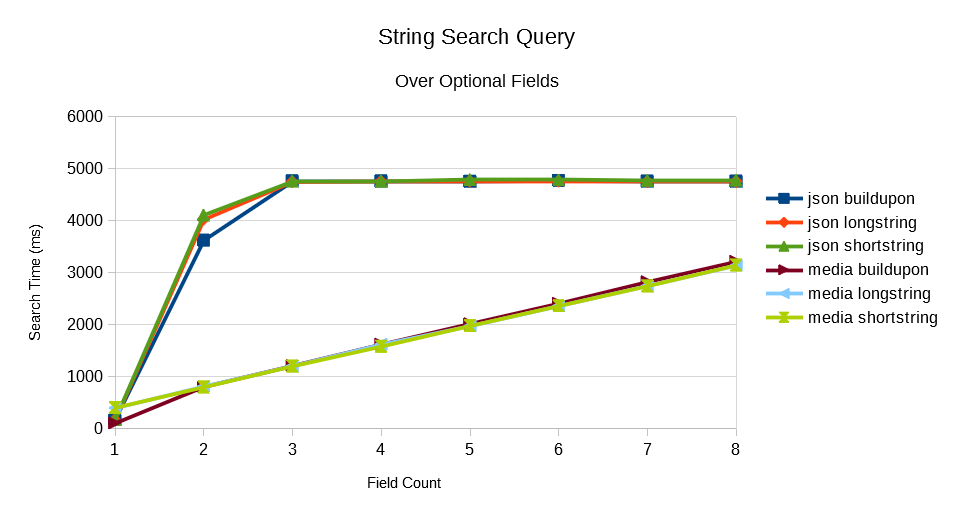 String Search Query
Over Optional Fields
6000
5000
4000
3000
2000
1000
0
Search Time (ms)
1 2 3 4 5 6 7 8
Field Count
json buildupon
json longstring
json shortstring
media buildupon
media longstring
media shortstring